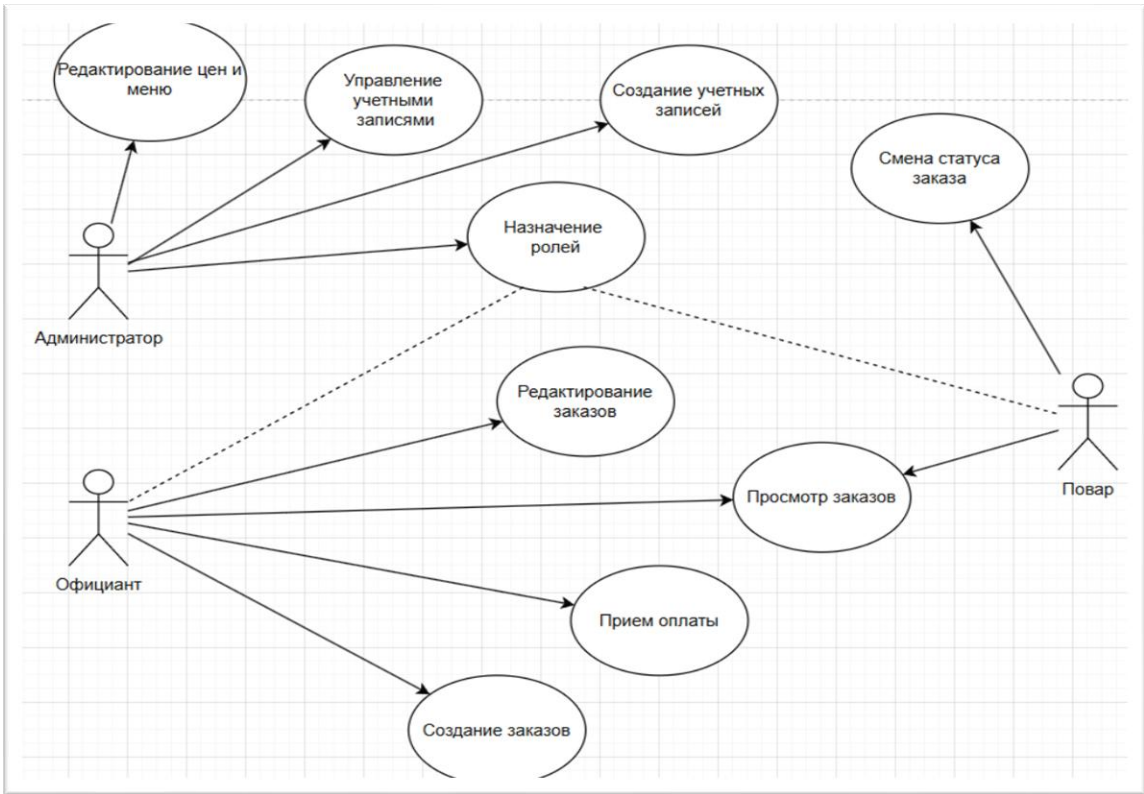 Редактирование цен и
меню
Управление
учетными
записями
Создание учетных
записей
Смена статуса
заказа
Назначение
ролей
Администратор
Редактирование
заказов
Просмотр заказов
Повар
Официант
Прием оплаты
Создание заказов